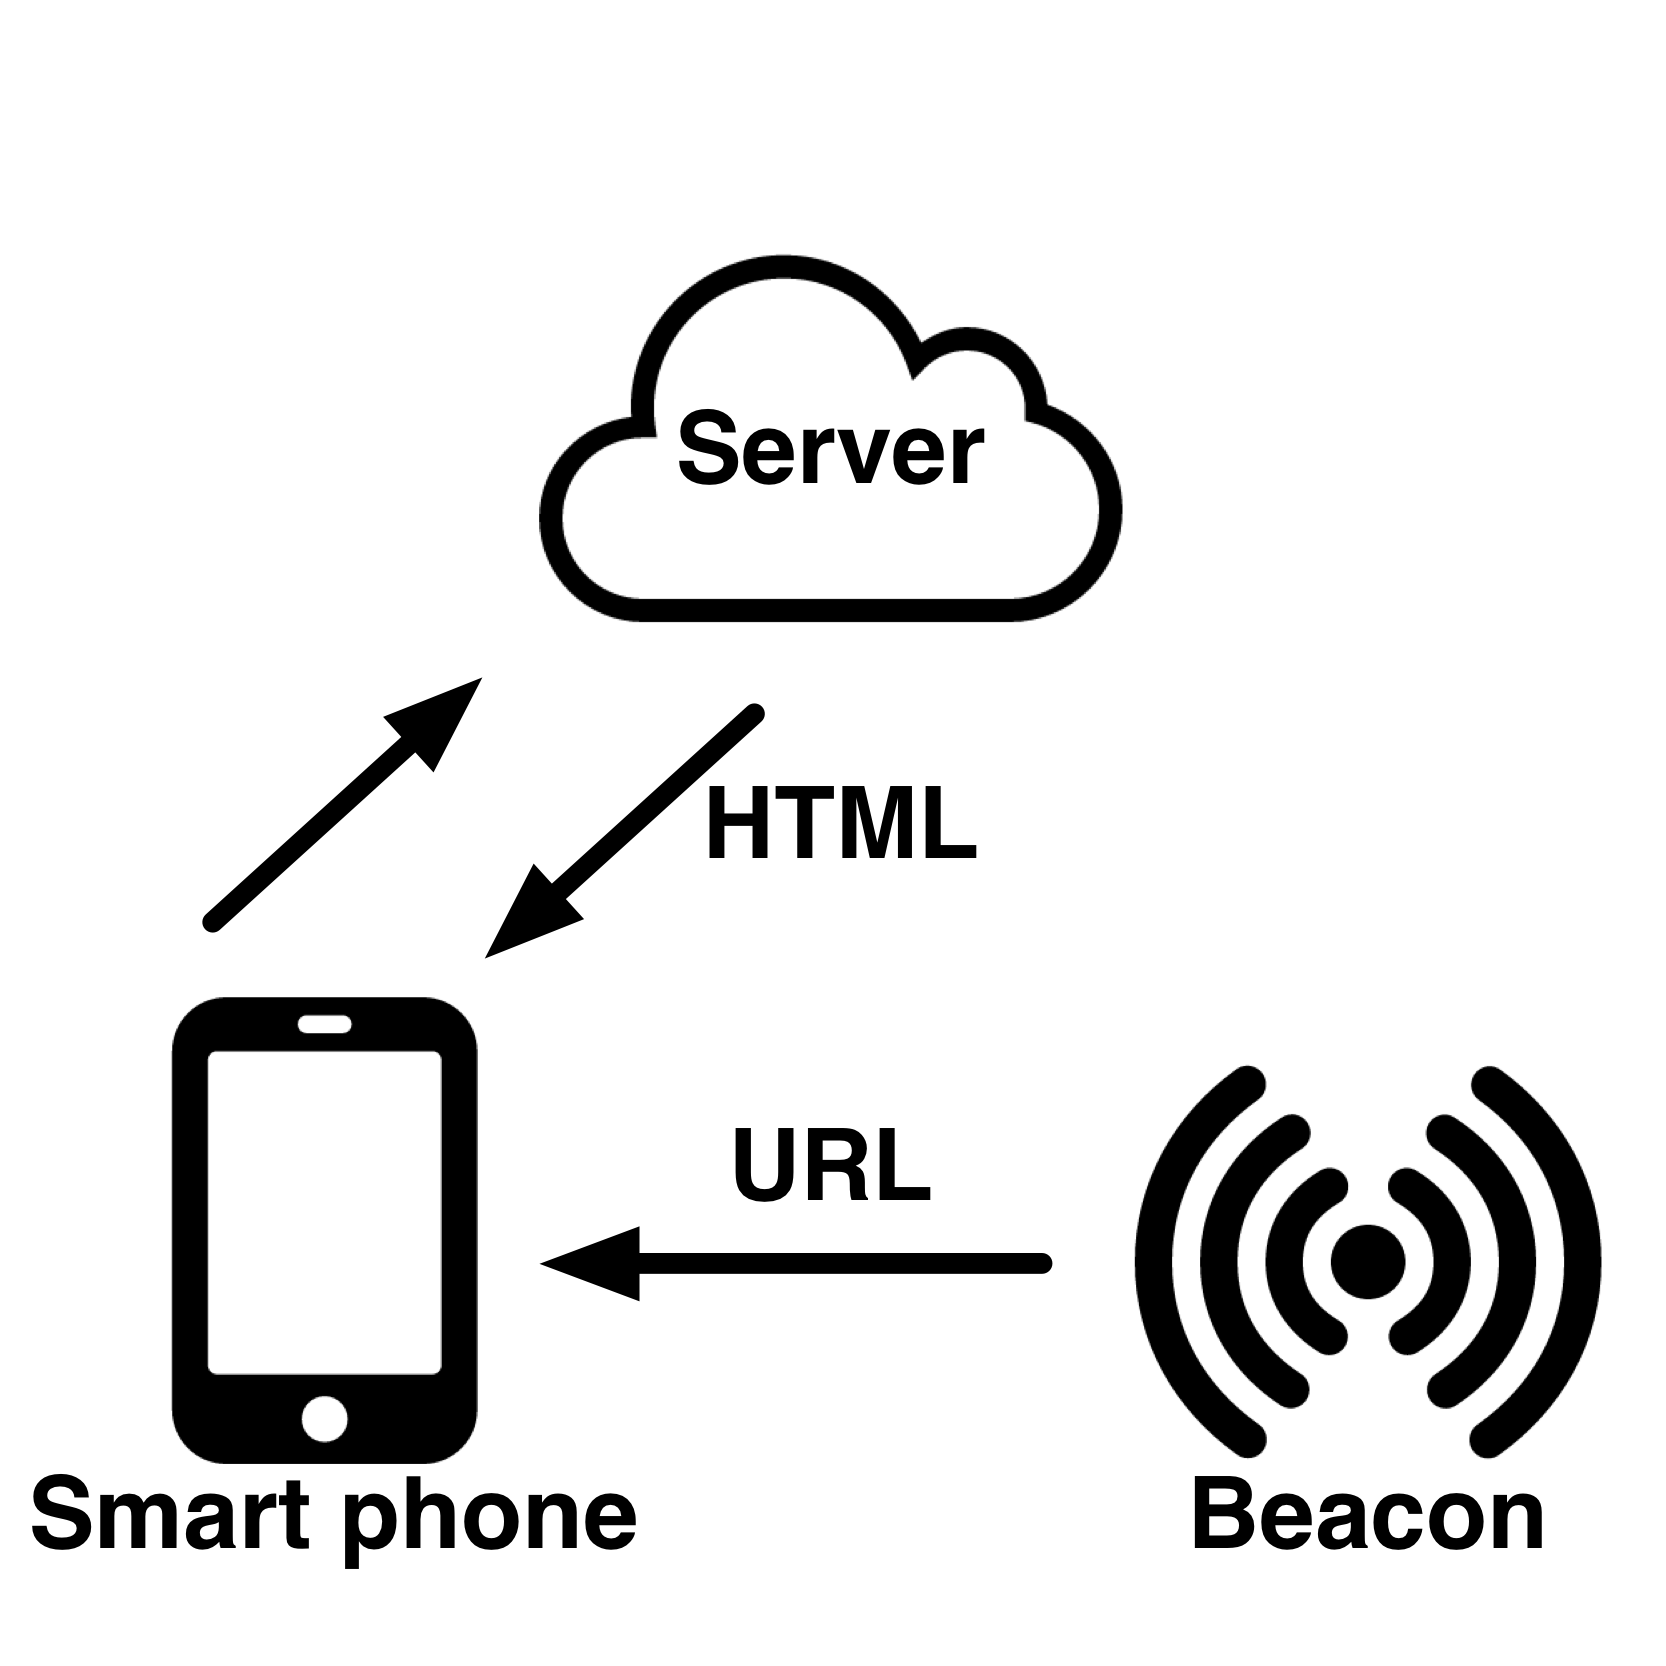 Server
HTML
URL
Smart phone
Beacon